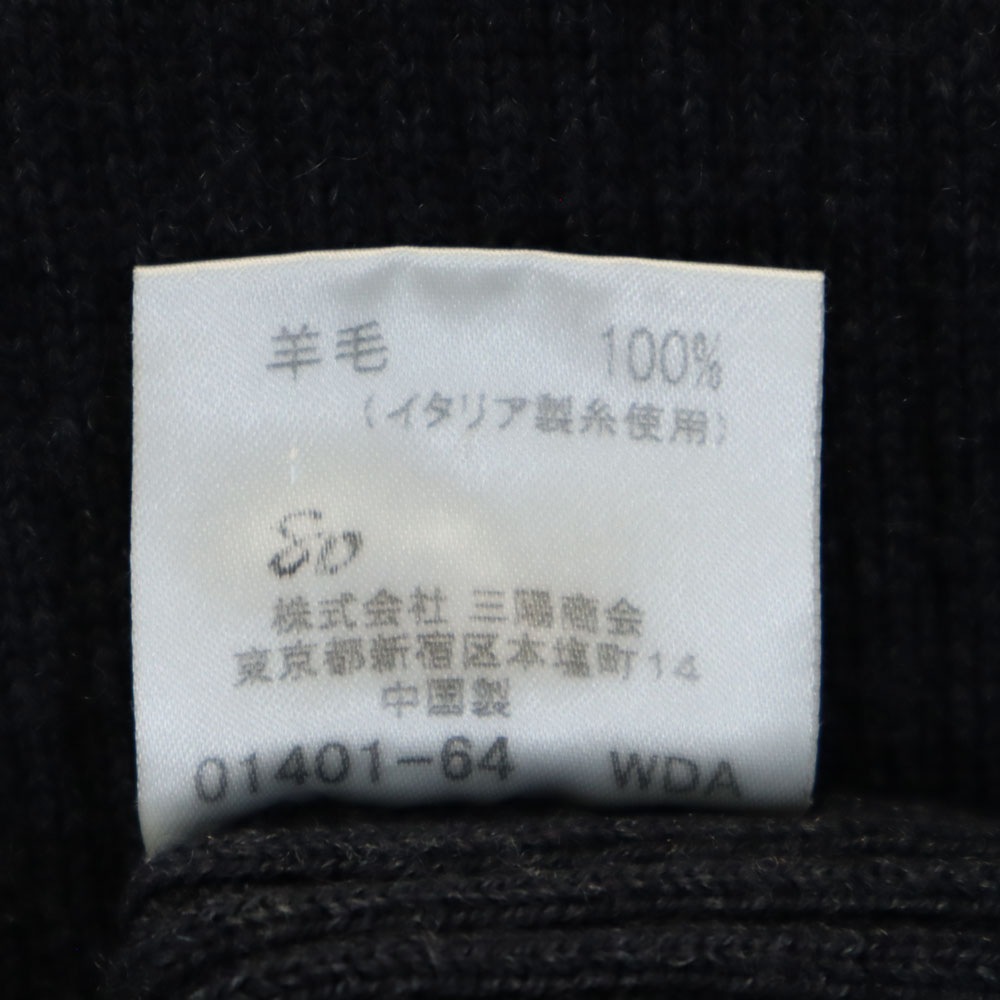 羊毛 100%
(イタリア製糸使用)
株式会社 三陽商会
東京都新宿区本塩町14
中国製
01401-64 WDA